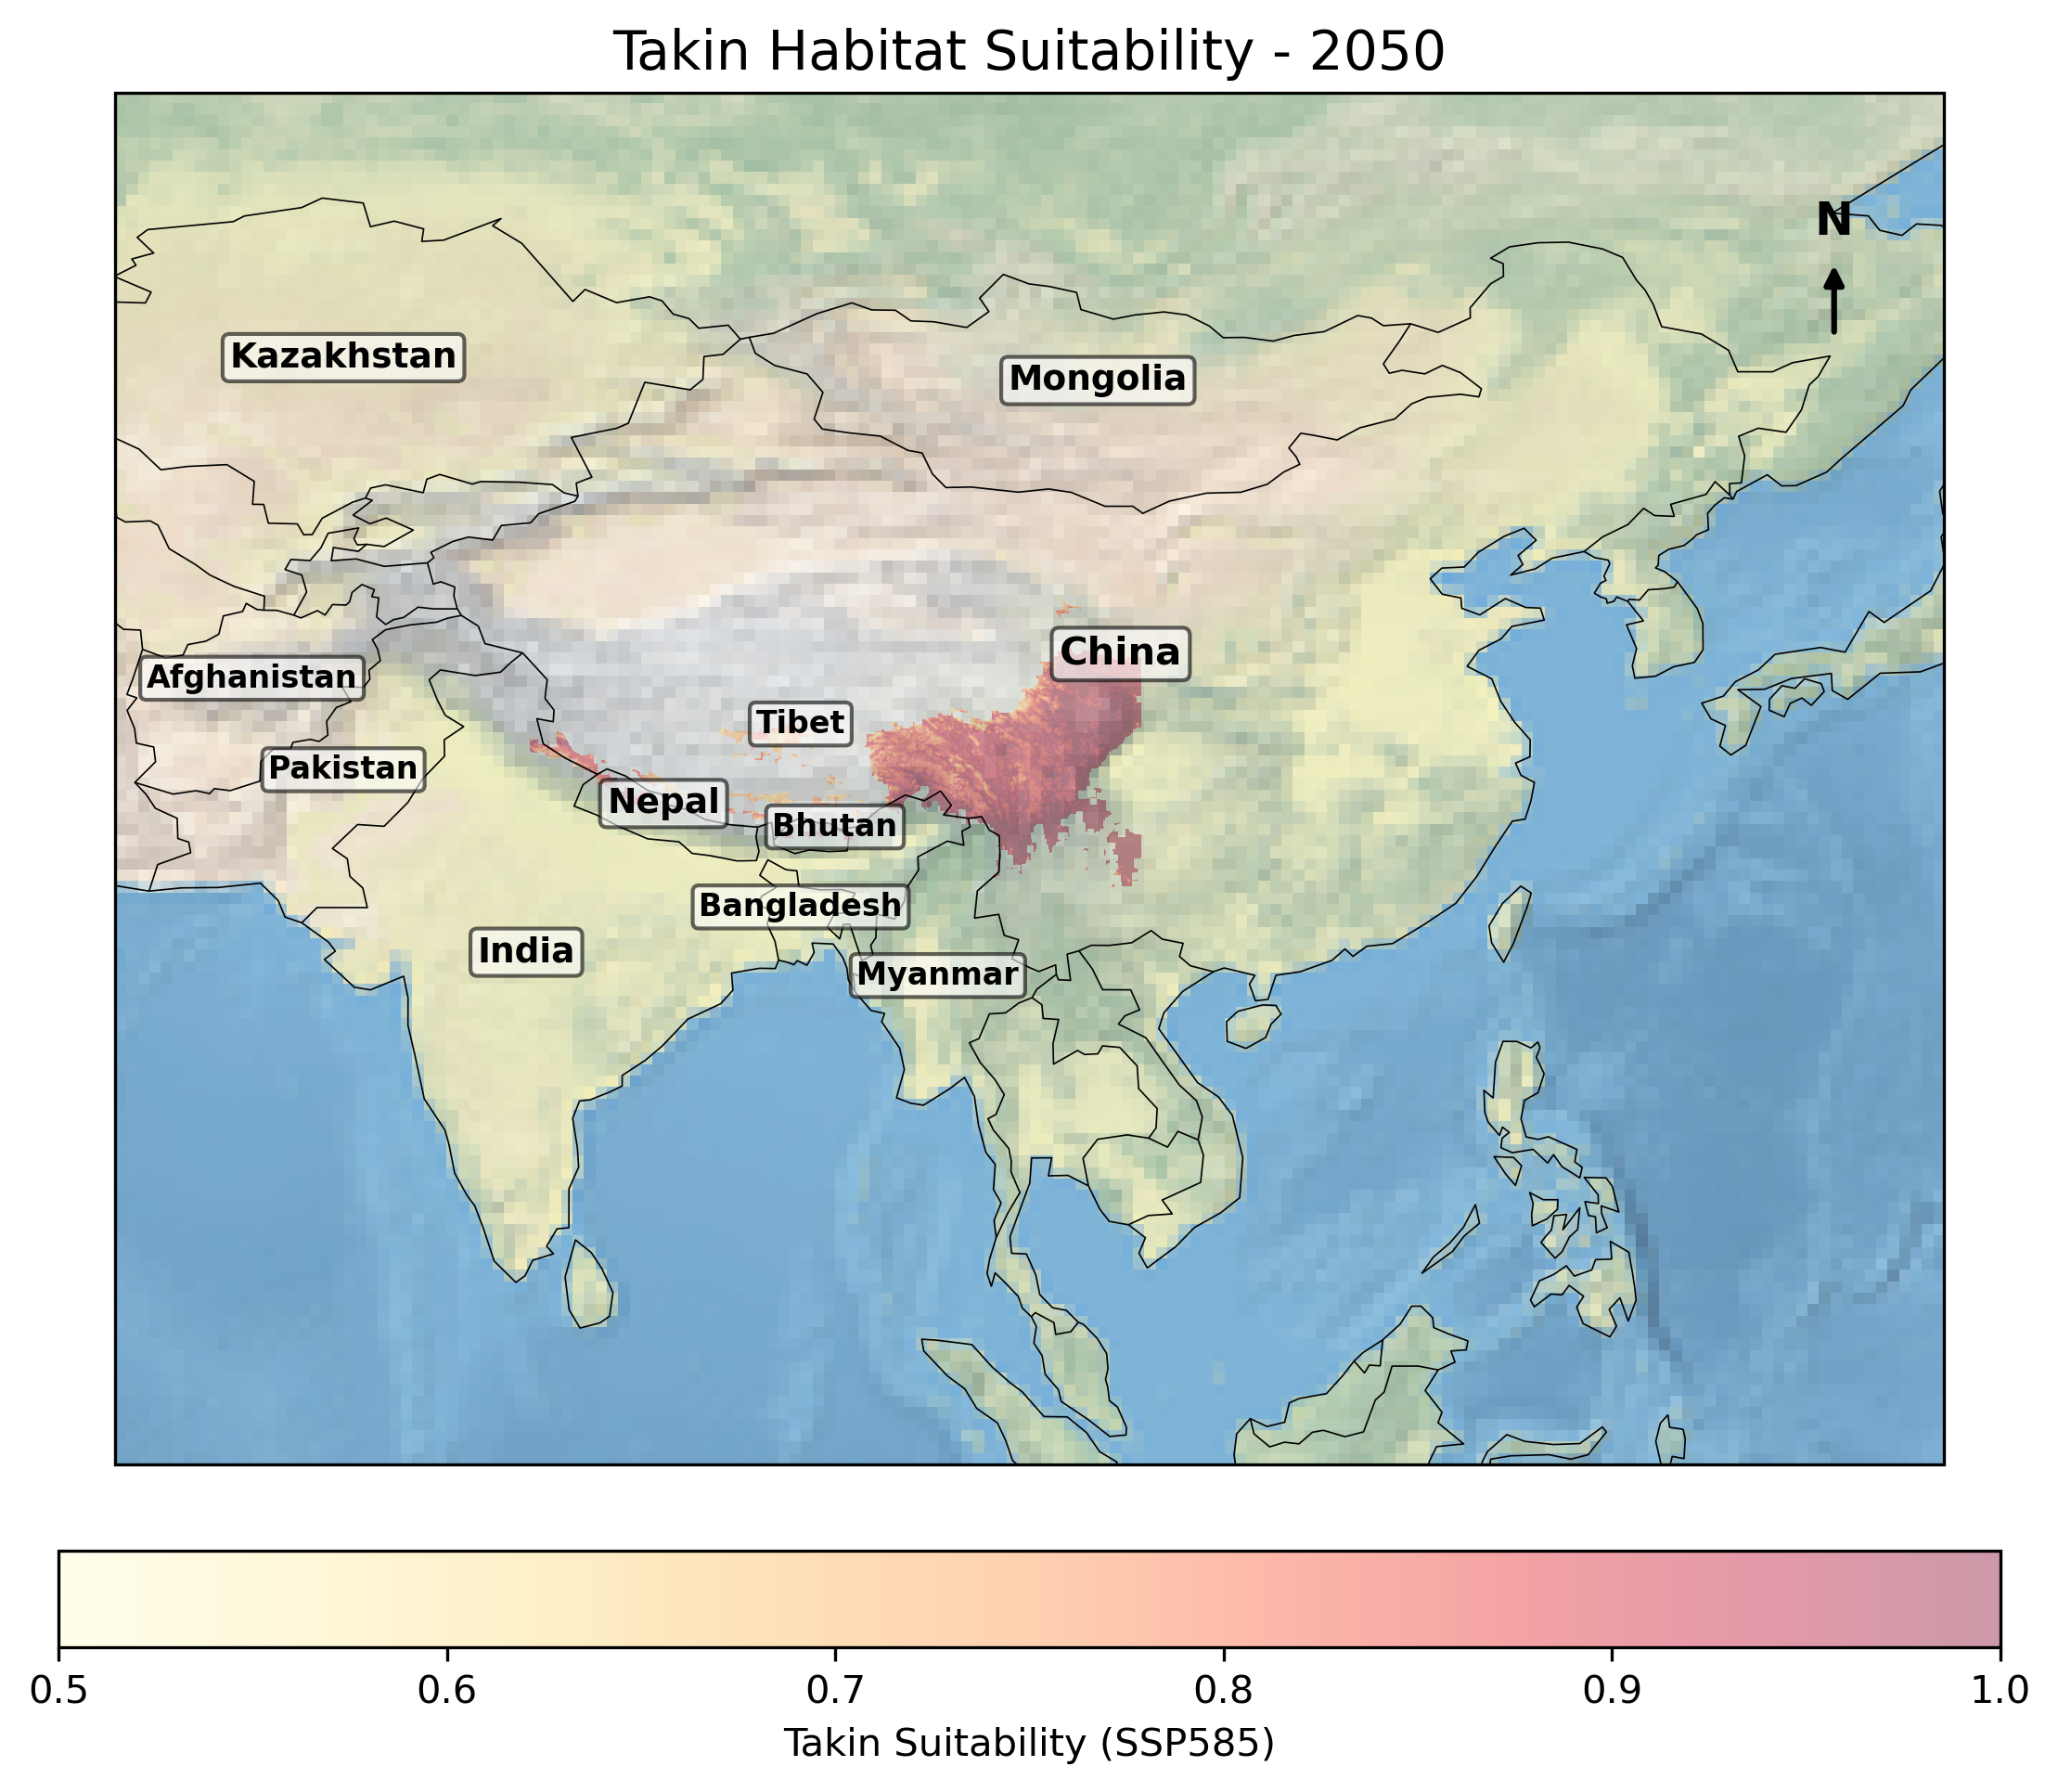 Takin Habitat Suitability - 2050
N
Kazakhstan
Mongolia
China
Afghanistan
Tibet
Pakistan
Nepal
Bhutan
Bangladesh
India
Myanmar
0.5 0.6 0.7 0.8 0.9 1.0
Takin Suitability (SSP585)